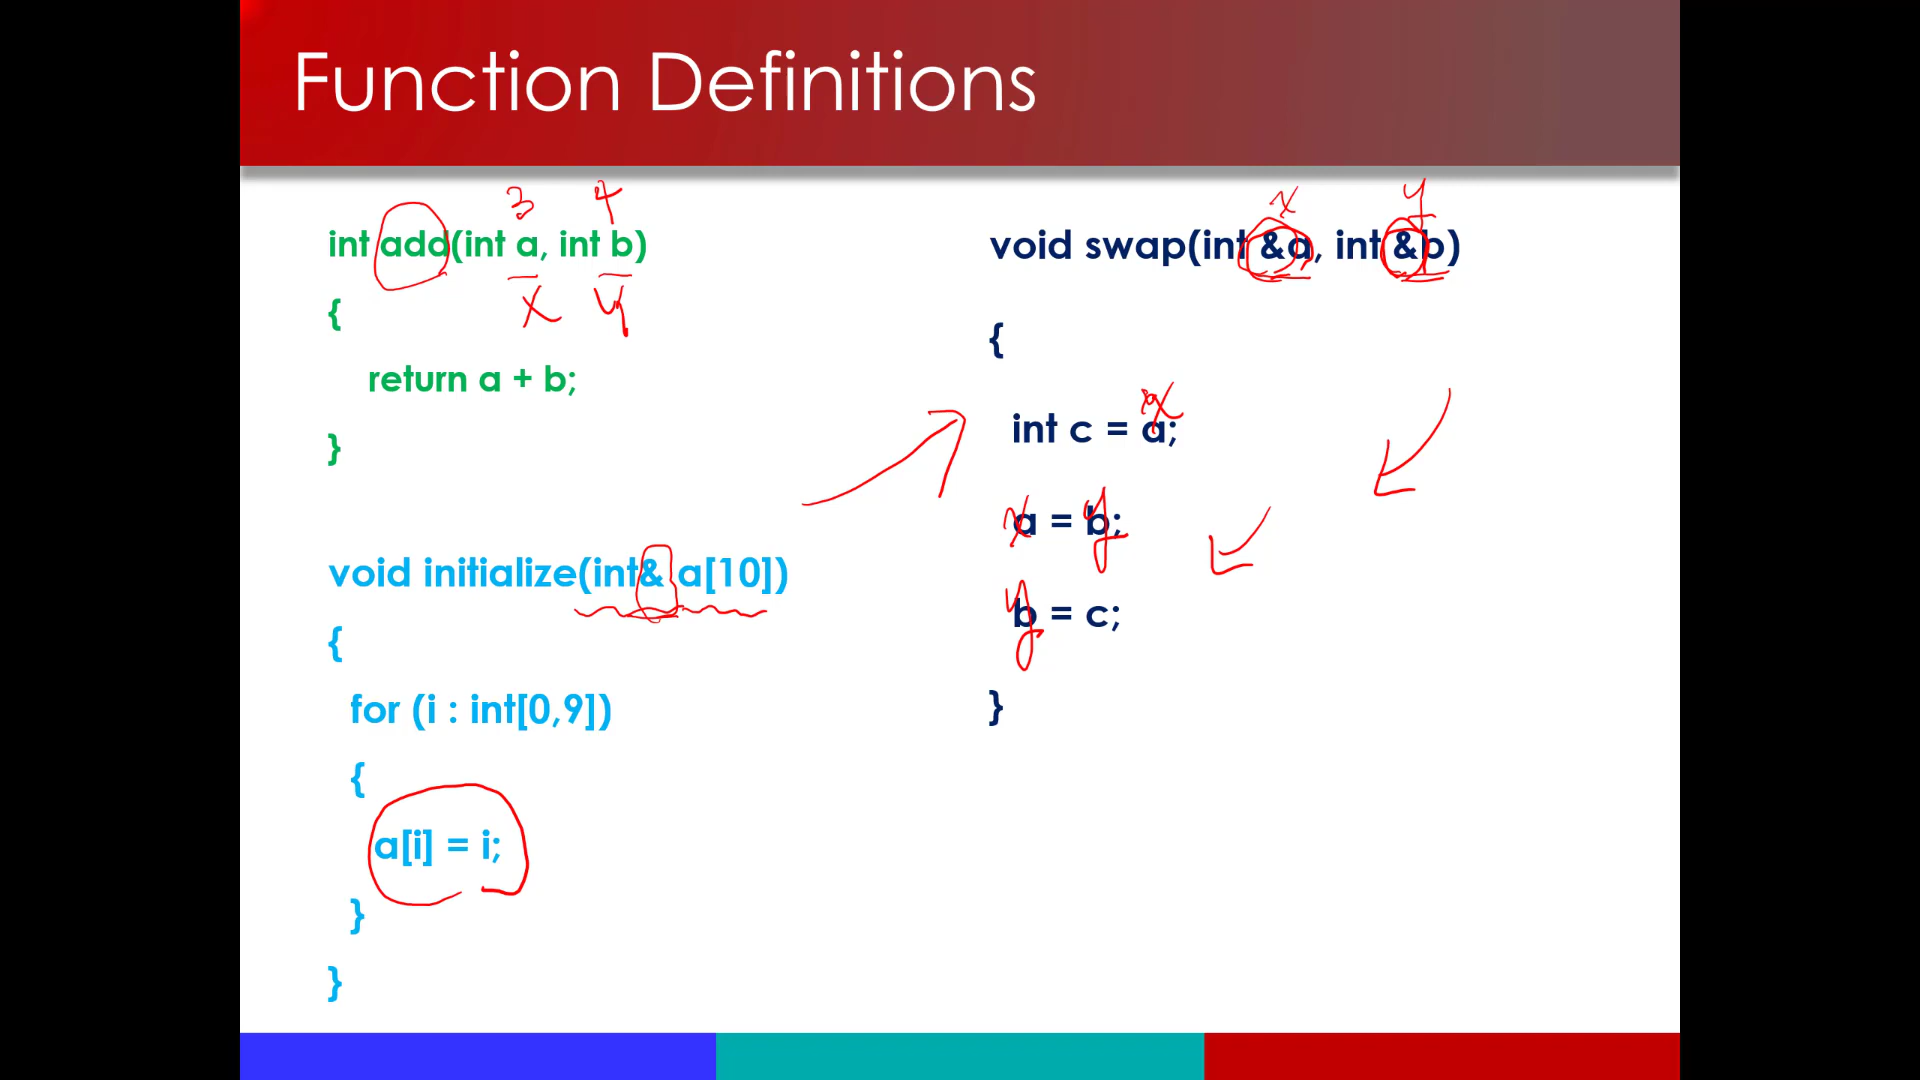 Function Definitions
3 4
int add(int a, int b)
x y
{
return a + b;
}
void initialize(int& a[10])
{
for (i : int[0,9])
{
a[i] = i;
}
}
x y
void swap(int &a, int &b)
{
x
int c = a;
x y
a = b;
y
b = c;
}